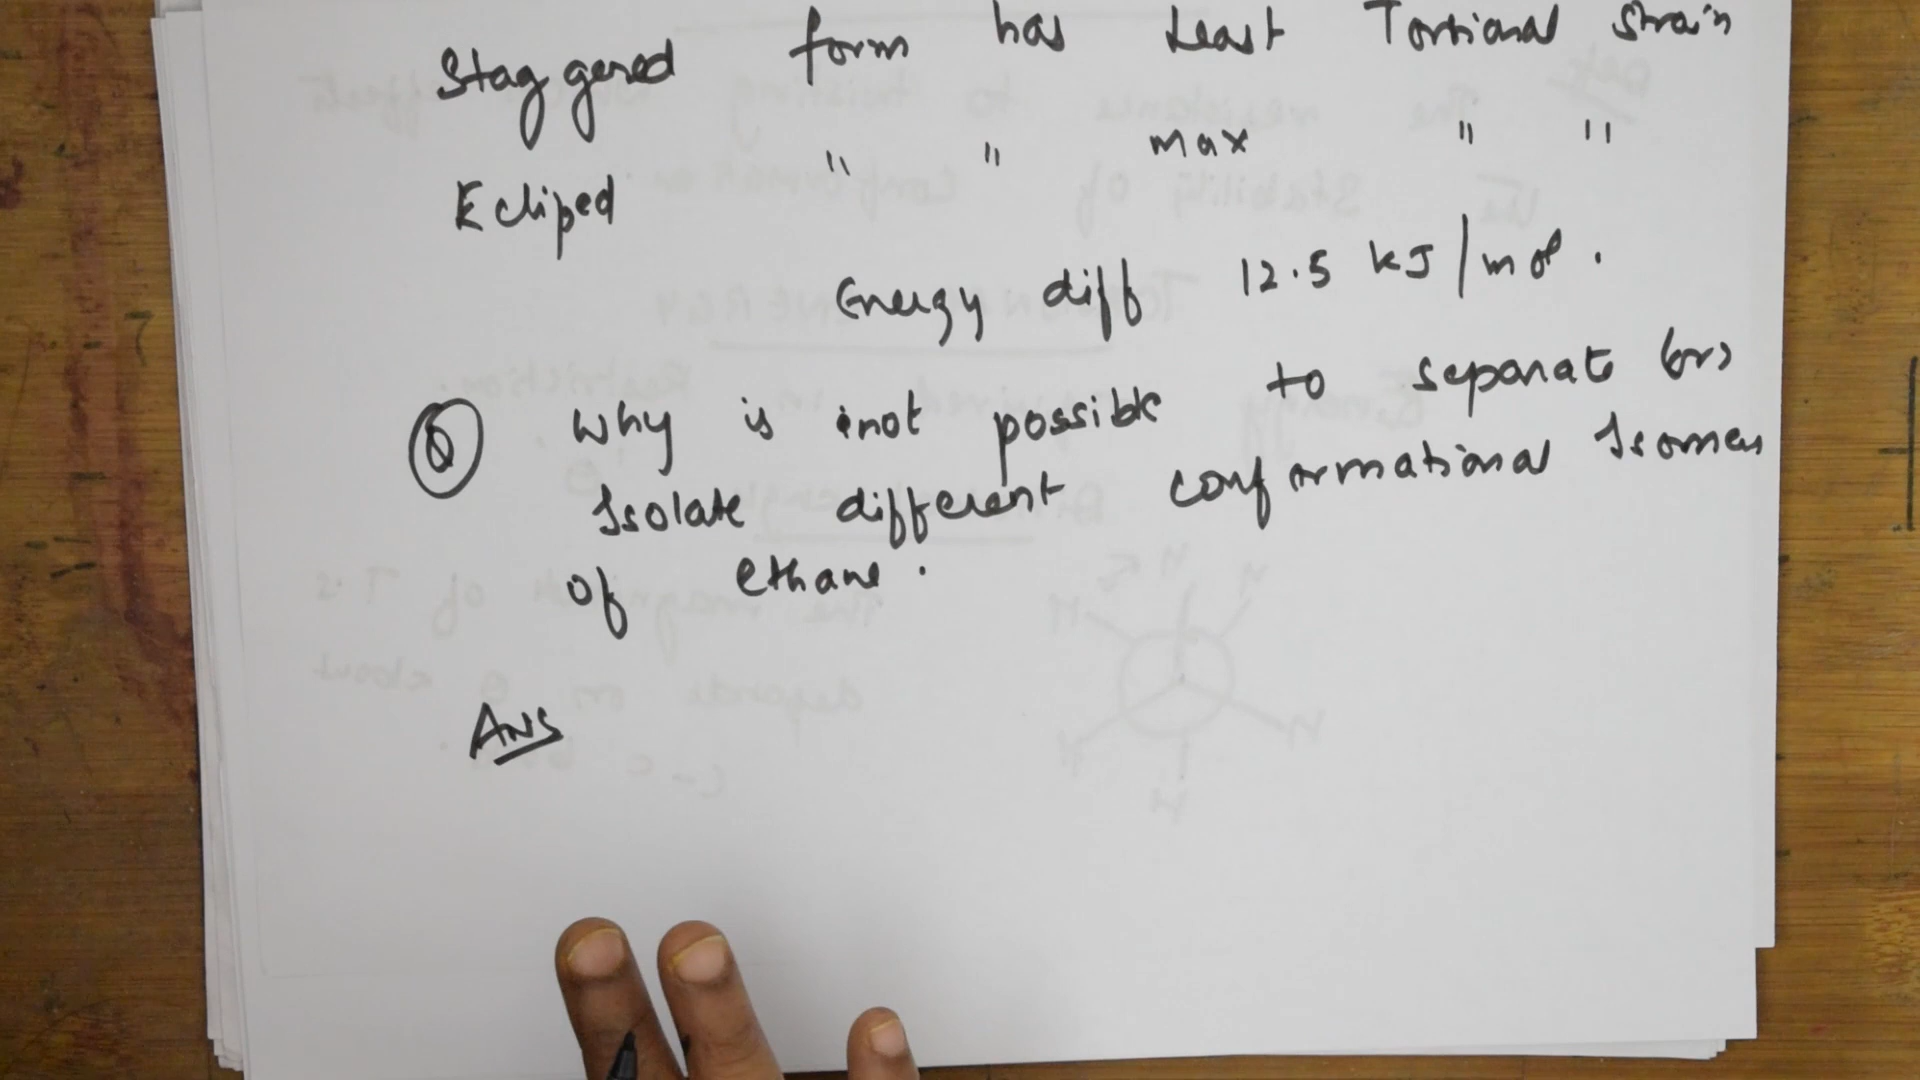 Staggered form has least Tortional strain
Ecliped " " max " "
Energy diff 12.5 kJ/mol.
Q Why is not possible to separate (or)
Isolate different conformational Isomers
of ethane.
Ans